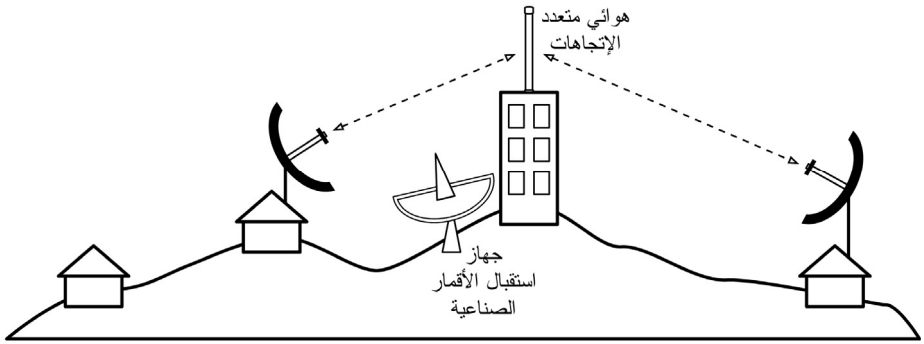 هوائي متعدد
الإتجاهات
جهاز
استقبال الأقمار
الصناعية